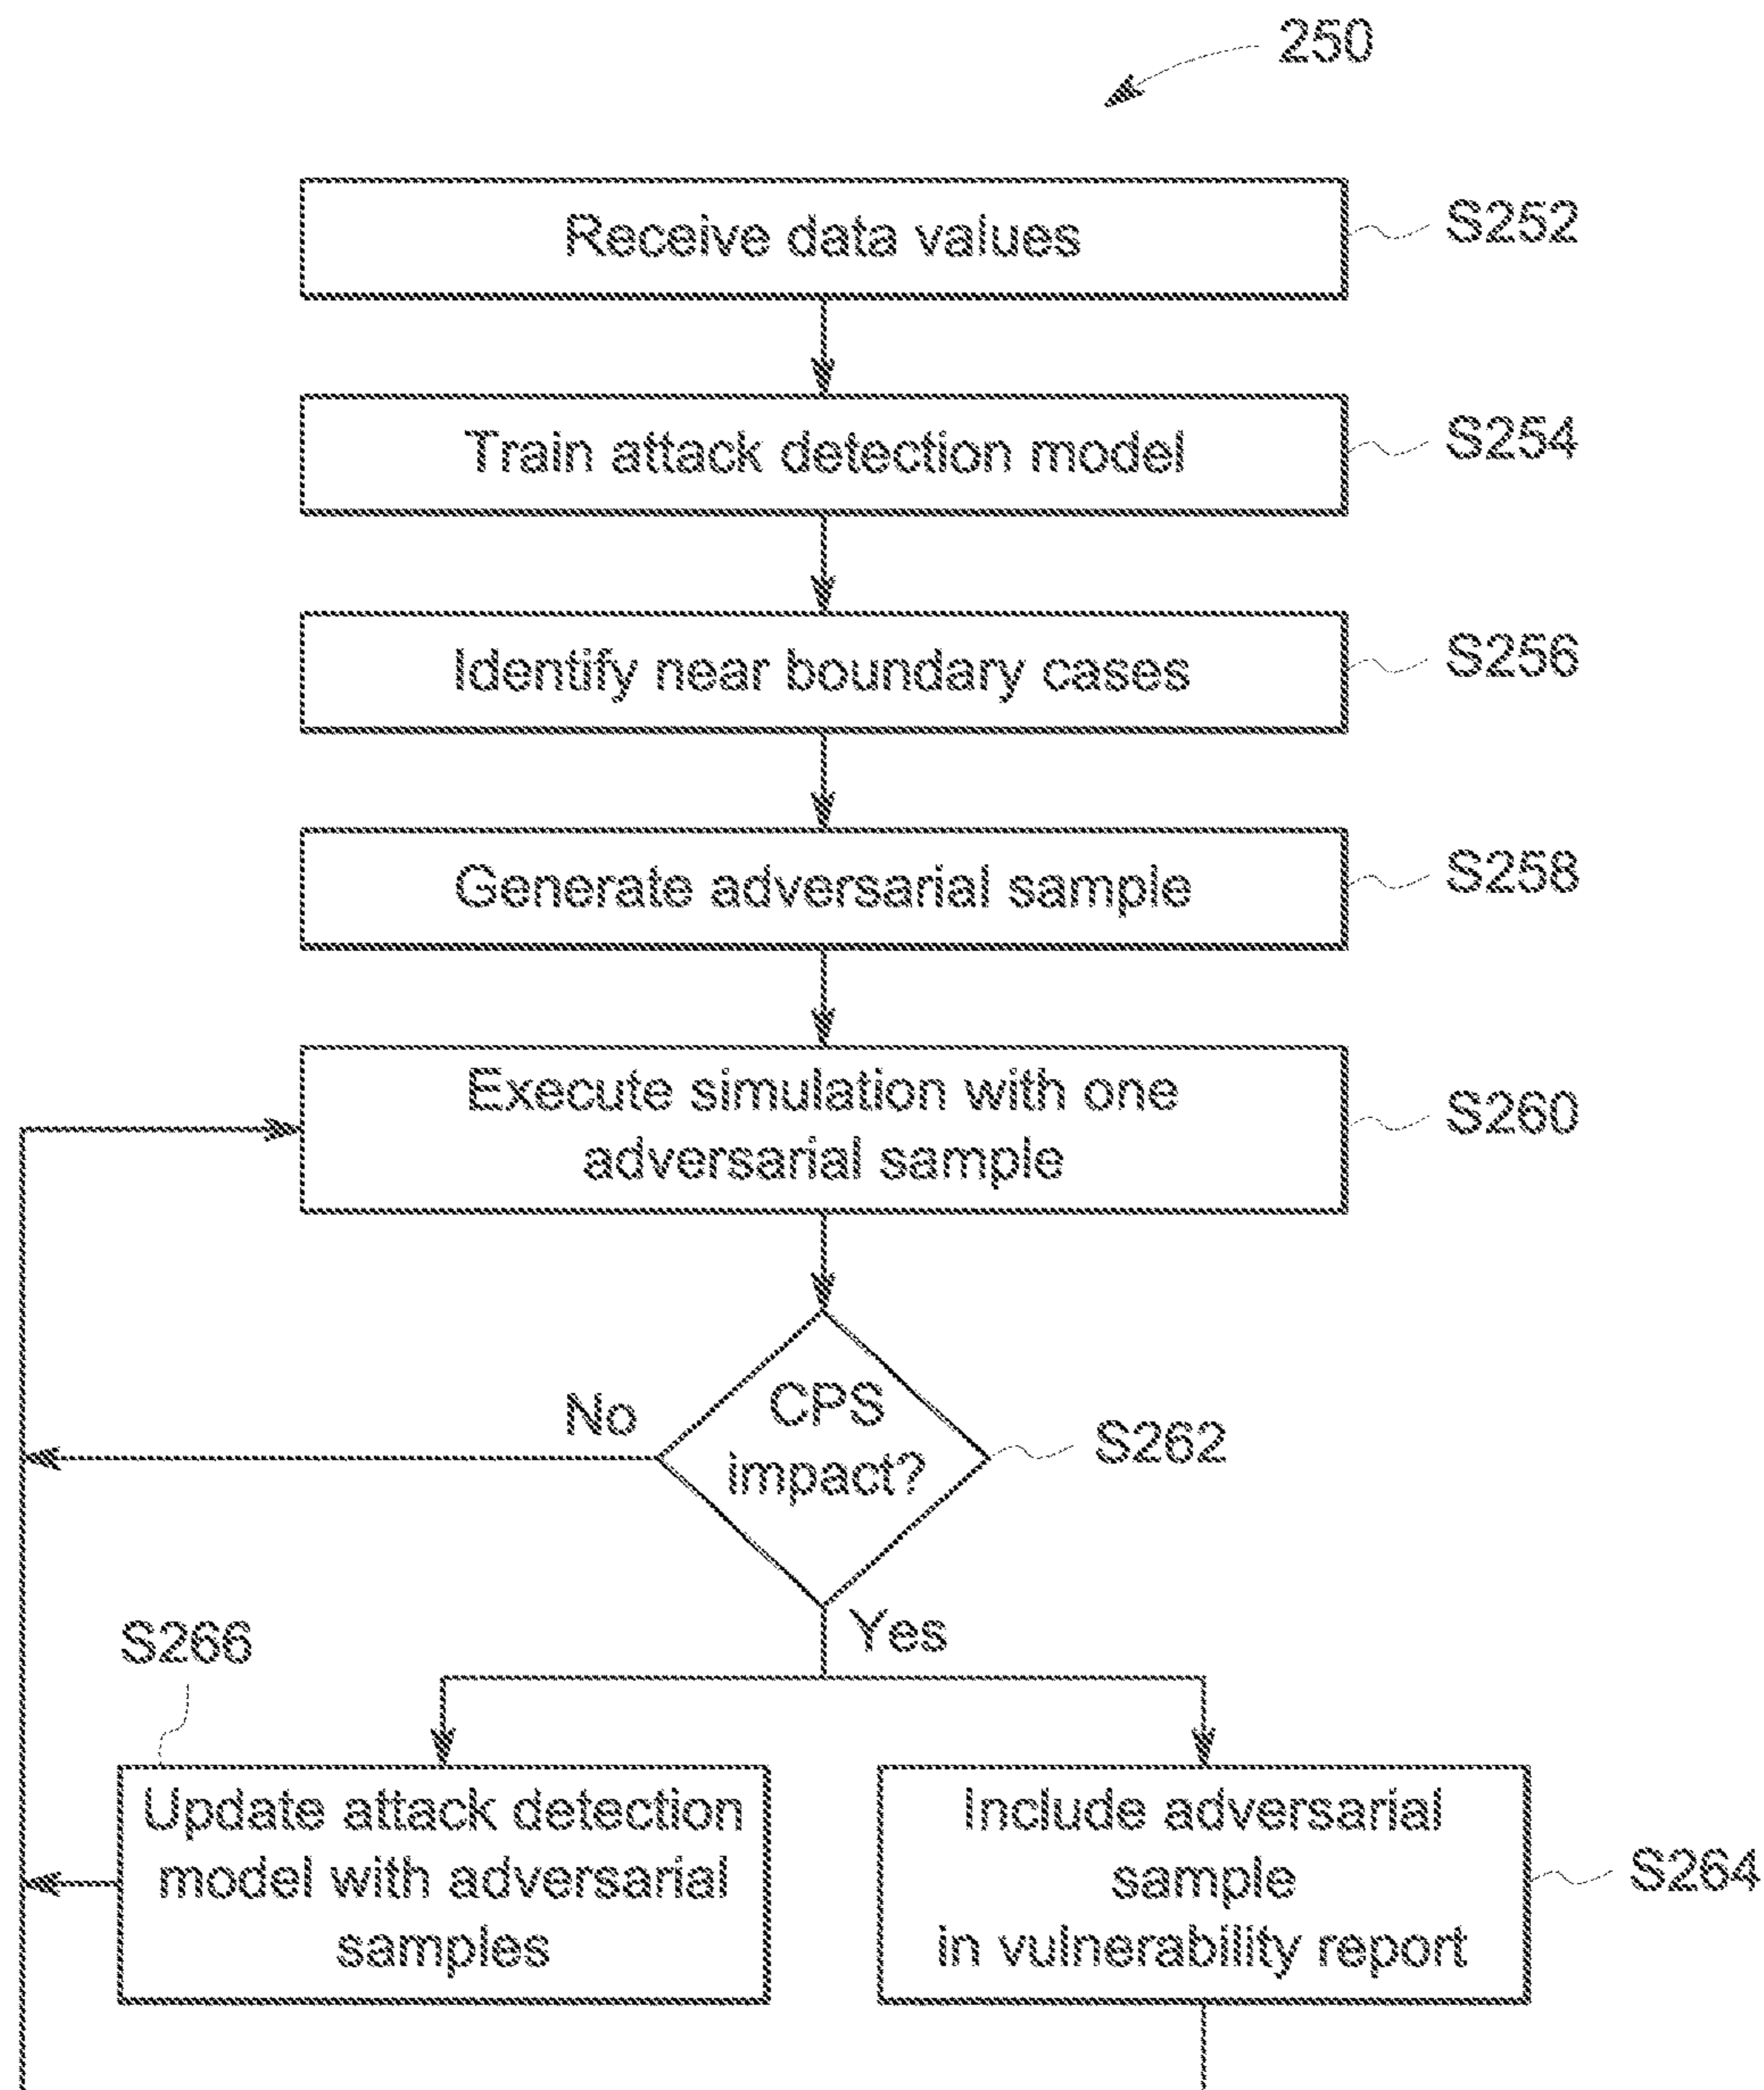 250
Receive data values
S252
Train attack detection model
S254
Identify near boundary cases
S256
Generate adversarial sample
S258
Execute simulation with one
adversarial sample
S260
CPS
impact?
No
S262
Yes
S266
Update attack detection
model with adversarial
samples
Include adversarial
sample
in vulnerability report
S264